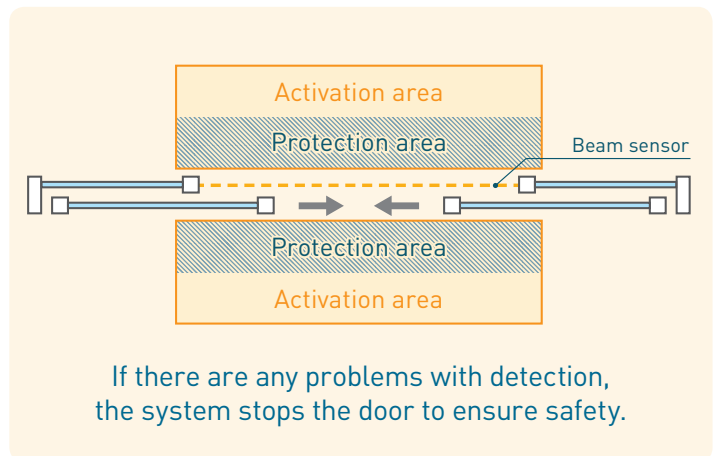 Activation area
Protection area
Beam sensor
Protection area
Activation area
If there are any problems with detection,
the system stops the door to ensure safety.